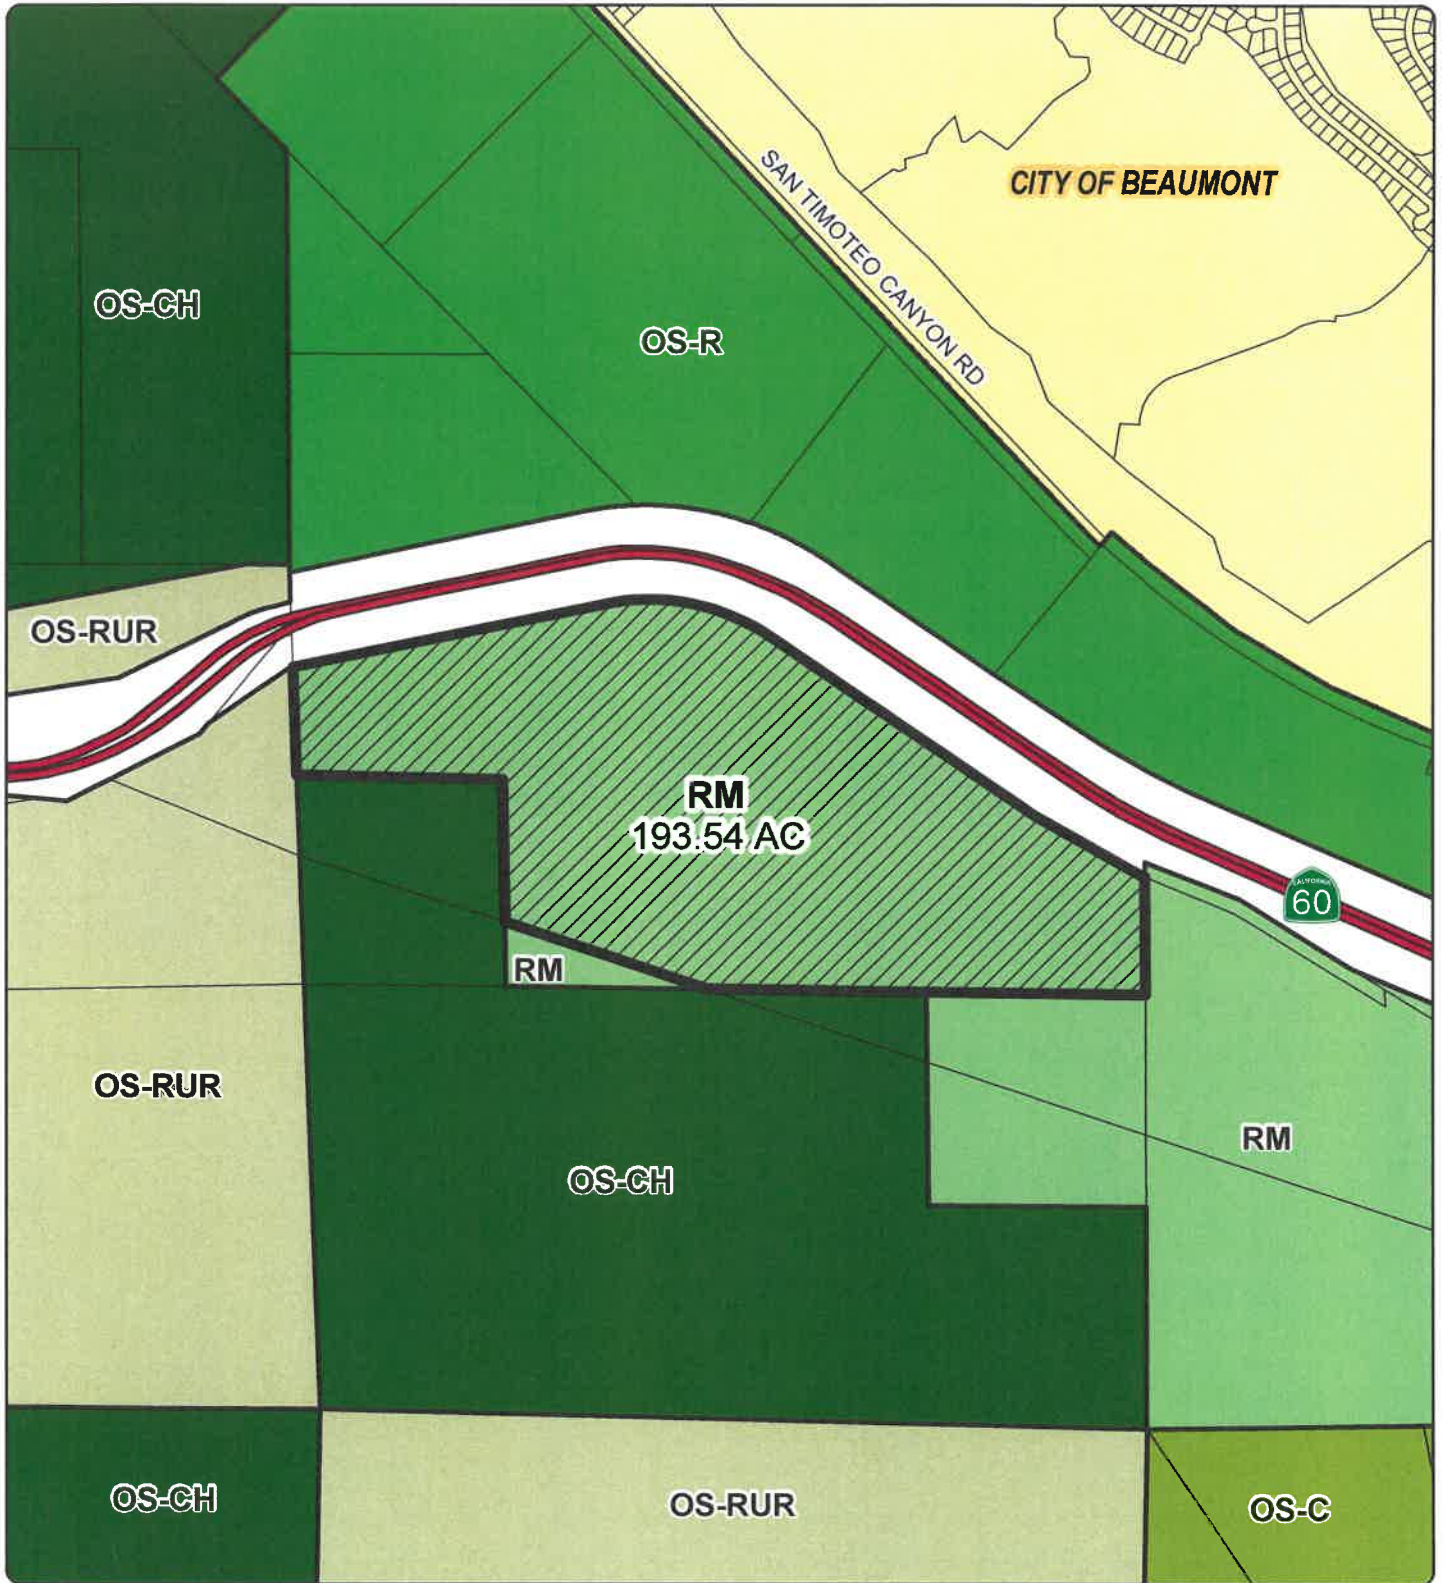 CITY OF BEAUMONT
SAN TIMOTEO CANYON RD
OS-CH
OS-R
OS-RUR
RM
193.54 AC
CALIFORNIA
60
RM
OS-RUR
RM
OS-CH
OS-CH
OS-RUR
OS-C